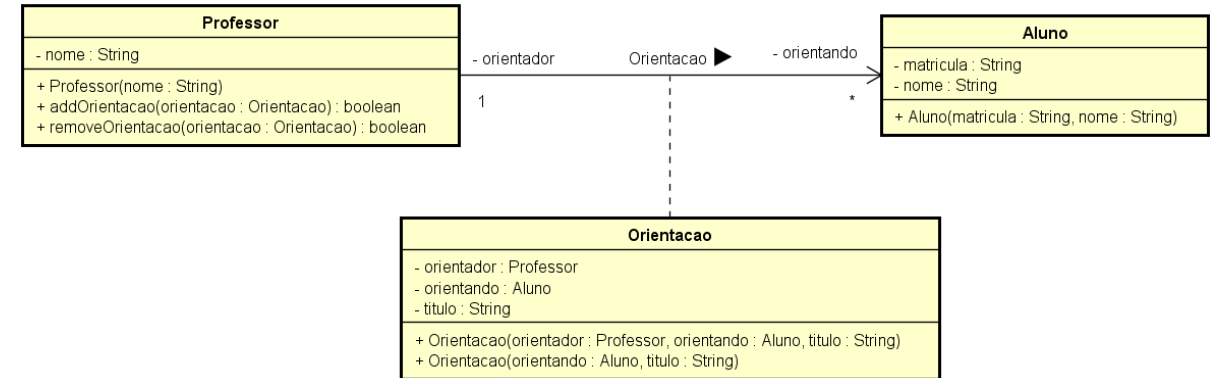 Professor
- nome : String
+ Professor(nome : String)
+ addOrientacao(orientacao : Orientacao) : boolean
+ removeOrientacao(orientacao : Orientacao) : boolean
- orientador
Orientacao
- orientando
1
*
Aluno
- matricula : String
- nome : String
+ Aluno(matricula : String, nome : String)
Orientacao
- orientador : Professor
- orientando : Aluno
- titulo : String
+ Orientacao(orientador : Professor, orientando : Aluno, titulo : String)
+ Orientacao(orientando : Aluno, titulo : String)